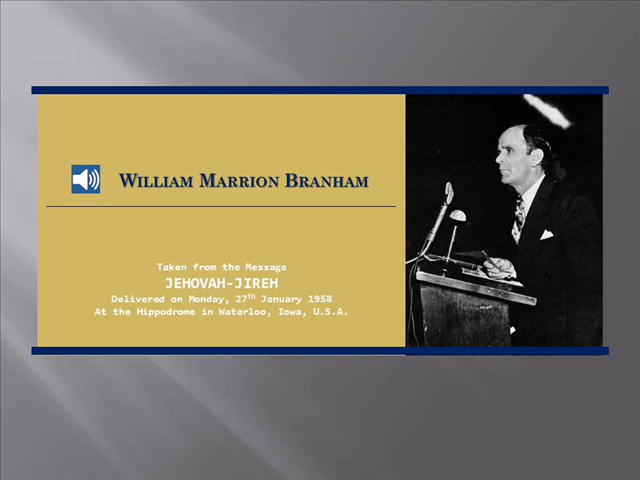 WILLIAM MARRION BRANHAM
Taken from the Message
JEHOVAH-JIREH
Delivered on Monday, 27th January 1958
At the Hippodrome in Waterloo, Iowa, U.S.A.